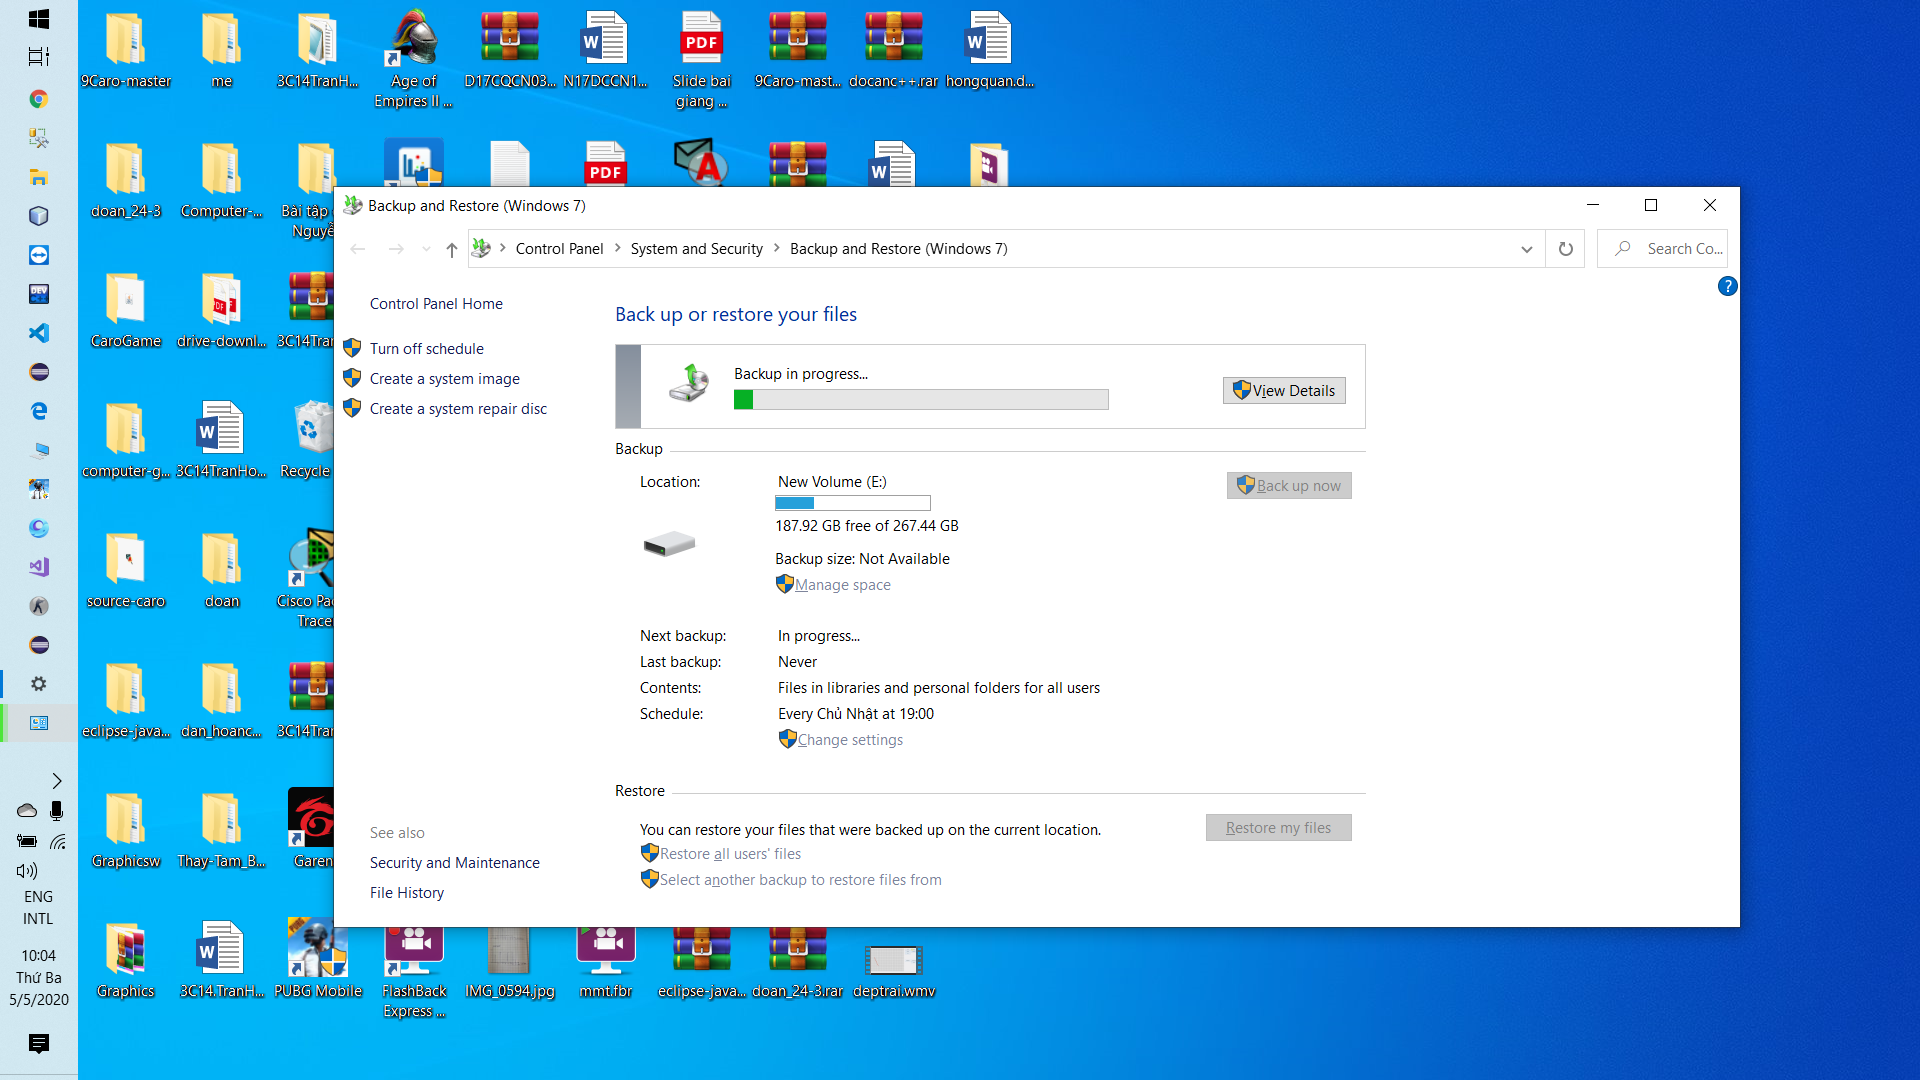 9Caro-master
me
3C14TranH...
Age of
Empires II ...
D17CQCN03...
N17DCCN1...
Slide bai
giang ...
9Caro-mast...
docanc++.rar
hongquan.d...
doan_24-3
Computer-...
Bài tập
Nguyễ
CaroGame
drive-downl...
3C14Tran
computer-g...
3C14TranHo...
Recycle
source-caro
doan
Cisco Pac
Tracer
eclipse-java...
dan_hoanc...
3C14Tran
Graphicsw
Thay-Tam_B...
Garen
Graphics
3C14.TranH...
PUBG Mobile
FlashBack
Express ...
IMG_0594.jpg
mmt.fbr
eclipse-java...
doan_24-3.rar
deptrai.wmv
PDF
PDF
DEV
ENG
INTL
10:04
Thứ Ba
5/5/2020
Backup and Restore (Windows 7)
Control Panel
System and Security
Backup and Restore (Windows 7)
Search Co...
Control Panel Home
Turn off schedule
Create a system image
Create a system repair disc
See also
Security and Maintenance
File History
Back up or restore your files
Backup in progress...
View Details
Backup
Location:
New Volume (E:)
Back up now
187.92 GB free of 267.44 GB
Backup size: Not Available
Manage space
Next backup:
In progress...
Last backup:
Never
Contents:
Files in libraries and personal folders for all users
Schedule:
Every Chủ Nhật at 19:00
Change settings
Restore
You can restore your files that were backed up on the current location.
Restore my files
Restore all users' files
Select another backup to restore files from